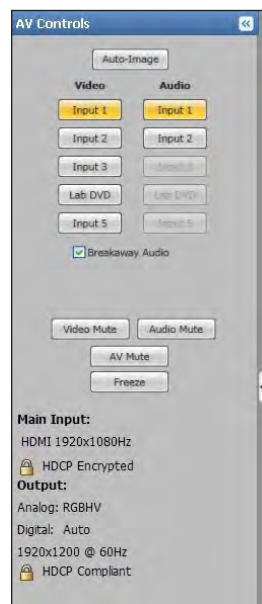 AV Controls
Auto-Image
Video Audio
Input 1 Input 1
Input 2 Input 2
Input 3 Input 3
Lab DVD Lab DVD
Input 5 Input 5
Breakaway Audio
Video Mute Audio Mute
AV Mute
Freeze
Main Input:
HDMI 1920x1080Hz
HDCP Encrypted
Output:
Analog: RGBHV
Digital: Auto
1920x1200 @ 60Hz
HDCP Compliant